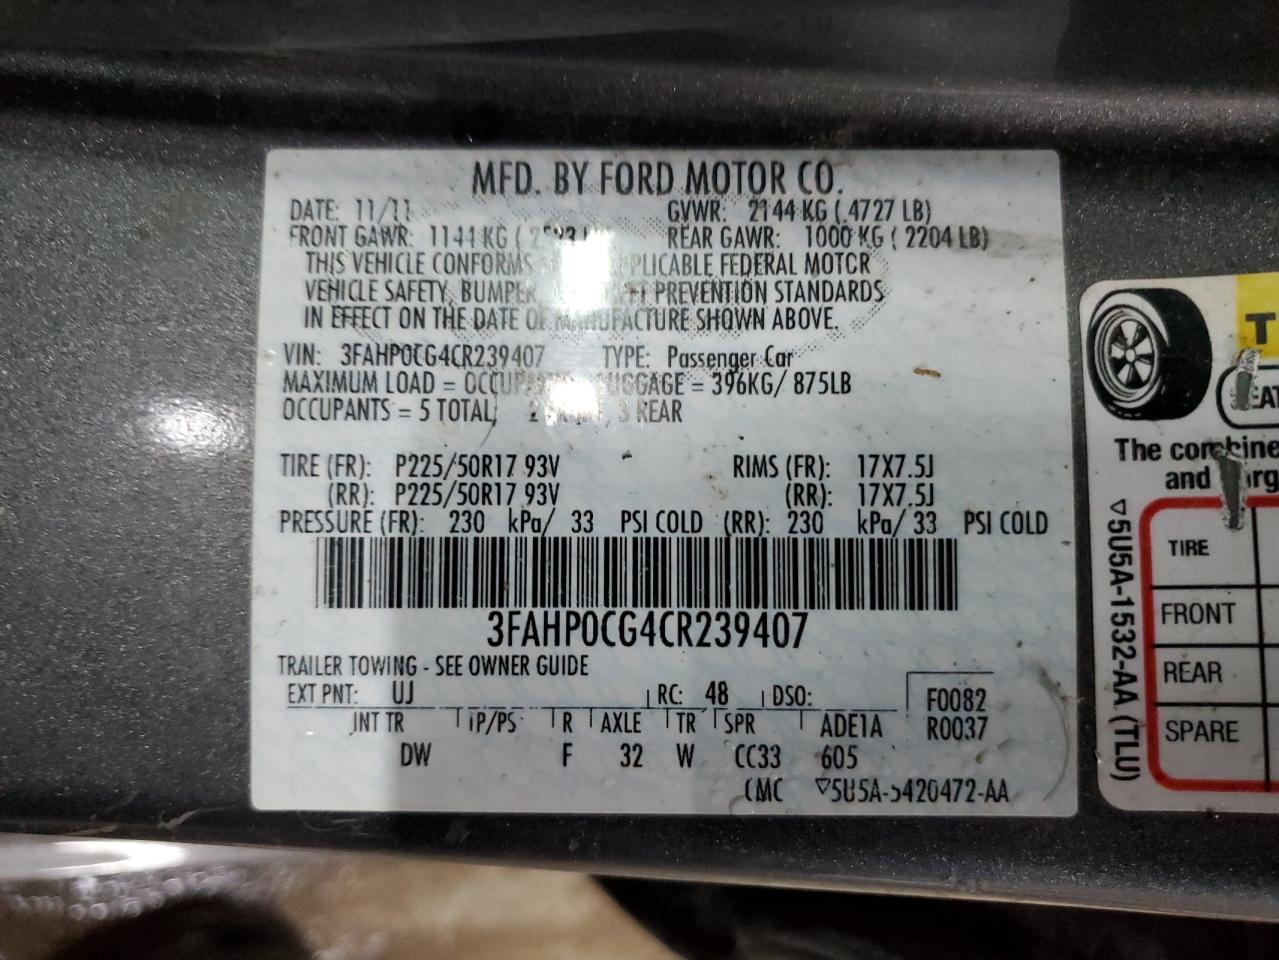 MFD. BY FORD MOTOR CO.
DATE: 11/11 GVWR: 2144 KG ( 4727 LB)
FRONT GAWR: 1144 KG ( REAR GAWR: 1000 KG ( 2204 LB)
THIS VEHICLE CONFORMS FEDERAL MOTOR
VEHICLE SAFETY, BUMPER, PREVENTION STANDARDS
IN EFFECT ON THE DATE OF MANUFACTURE SHOWN ABOVE.
VIN: 3FAHP0CG4CR239407 TYPE: Passenger Car
MAXIMUM LOAD = LUGGAGE = 396KG/ 875LB
OCCUPANTS = 5 TOTAL, 2 FRONT, 3 REAR
TIRE (FR): P225/50R17 93V RIMS (FR): 17X7.5J
(RR): P225/50R17 93V (RR): 17X7.5J
PRESSURE (FR): 230 kPa/ 33 PSI COLD (RR): 230 kPa/ 33 PSI COLD
3FAHP0CG4CR239407
TRAILER TOWING - SEE OWNER GUIDE
EXT PNT: UJ RC: 48 DSO: F0082
INT TR TP/PS R AXLE TR SPR ADE1A R0037
DW F 32 W CC33 605
CMC ▽5U5A-5420472-AA
The combine
and
▽5U5A-1532-AA (TLU)
TIRE
FRONT
REAR
SPARE